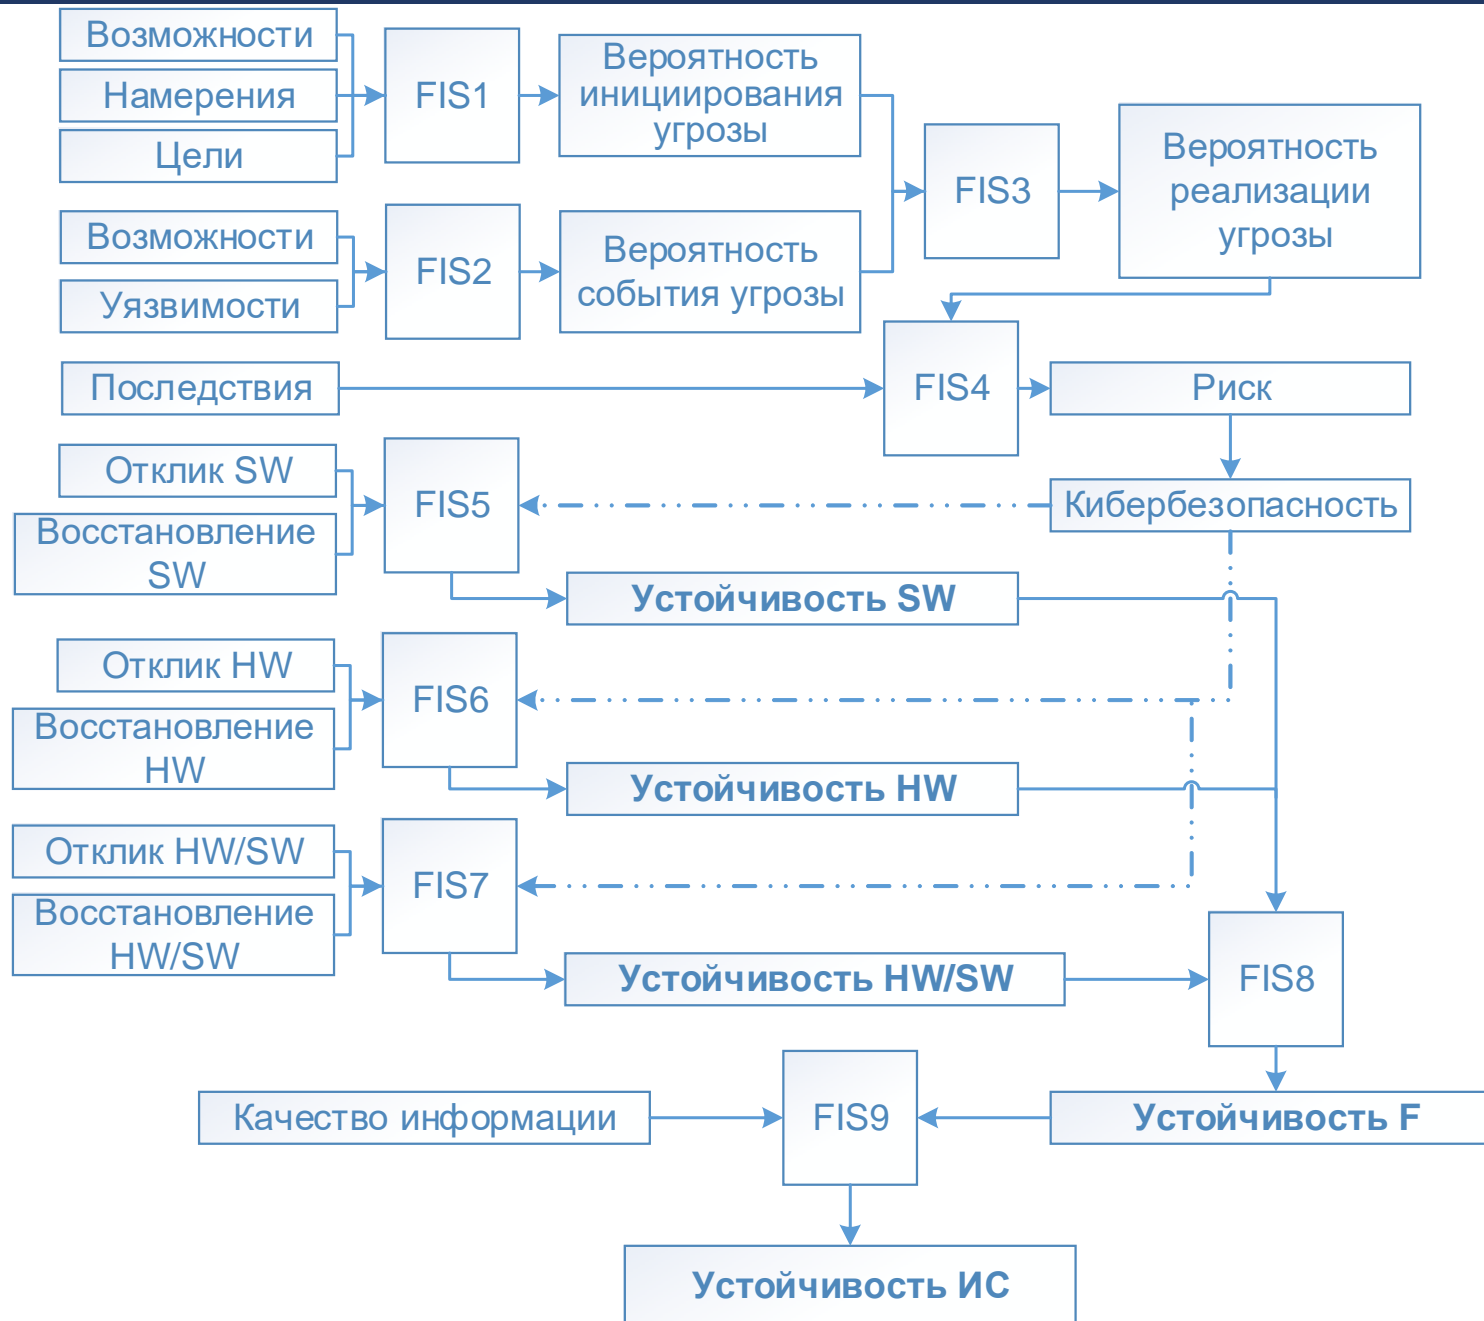 Возможности
Намерения
Цели
FIS1
Вероятность
инициирования
угрозы
Возможности
Уязвимости
FIS2
Вероятность
события угрозы
FIS3
Вероятность
реализации
угрозы
Последствия
FIS4
Риск
Кибербезопасность
Отклик SW
Восстановление
SW
FIS5
Устойчивость SW
Отклик HW
Восстановление
HW
FIS6
Устойчивость HW
Отклик HW/SW
Восстановление
HW/SW
FIS7
Устойчивость HW/SW
FIS8
Качество информации
FIS9
Устойчивость F
Устойчивость ИС